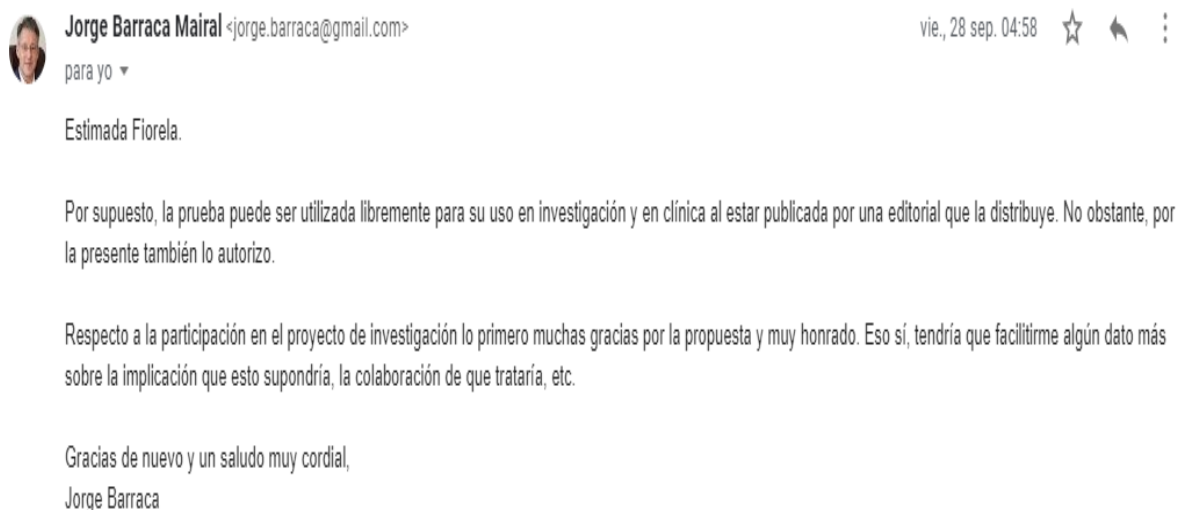 Jorge Barraca Mairal <jorge.barraca@gmail.com>
vie., 28 sep. 04:58
para yo
Estimada Fiorela.
Por supuesto, la prueba puede ser utilizada libremente para su uso en investigación y en clínica al estar publicada por una editorial que la distribuye. No obstante, por
la presente también lo autorizo.
Respecto a la participación en el proyecto de investigación lo primero muchas gracias por la propuesta y muy honrado. Eso sí, tendría que facilitirme algún dato más
sobre la implicación que esto supondría, la colaboración de que trataría, etc.
Gracias de nuevo y un saludo muy cordial,
Jorge Barraca